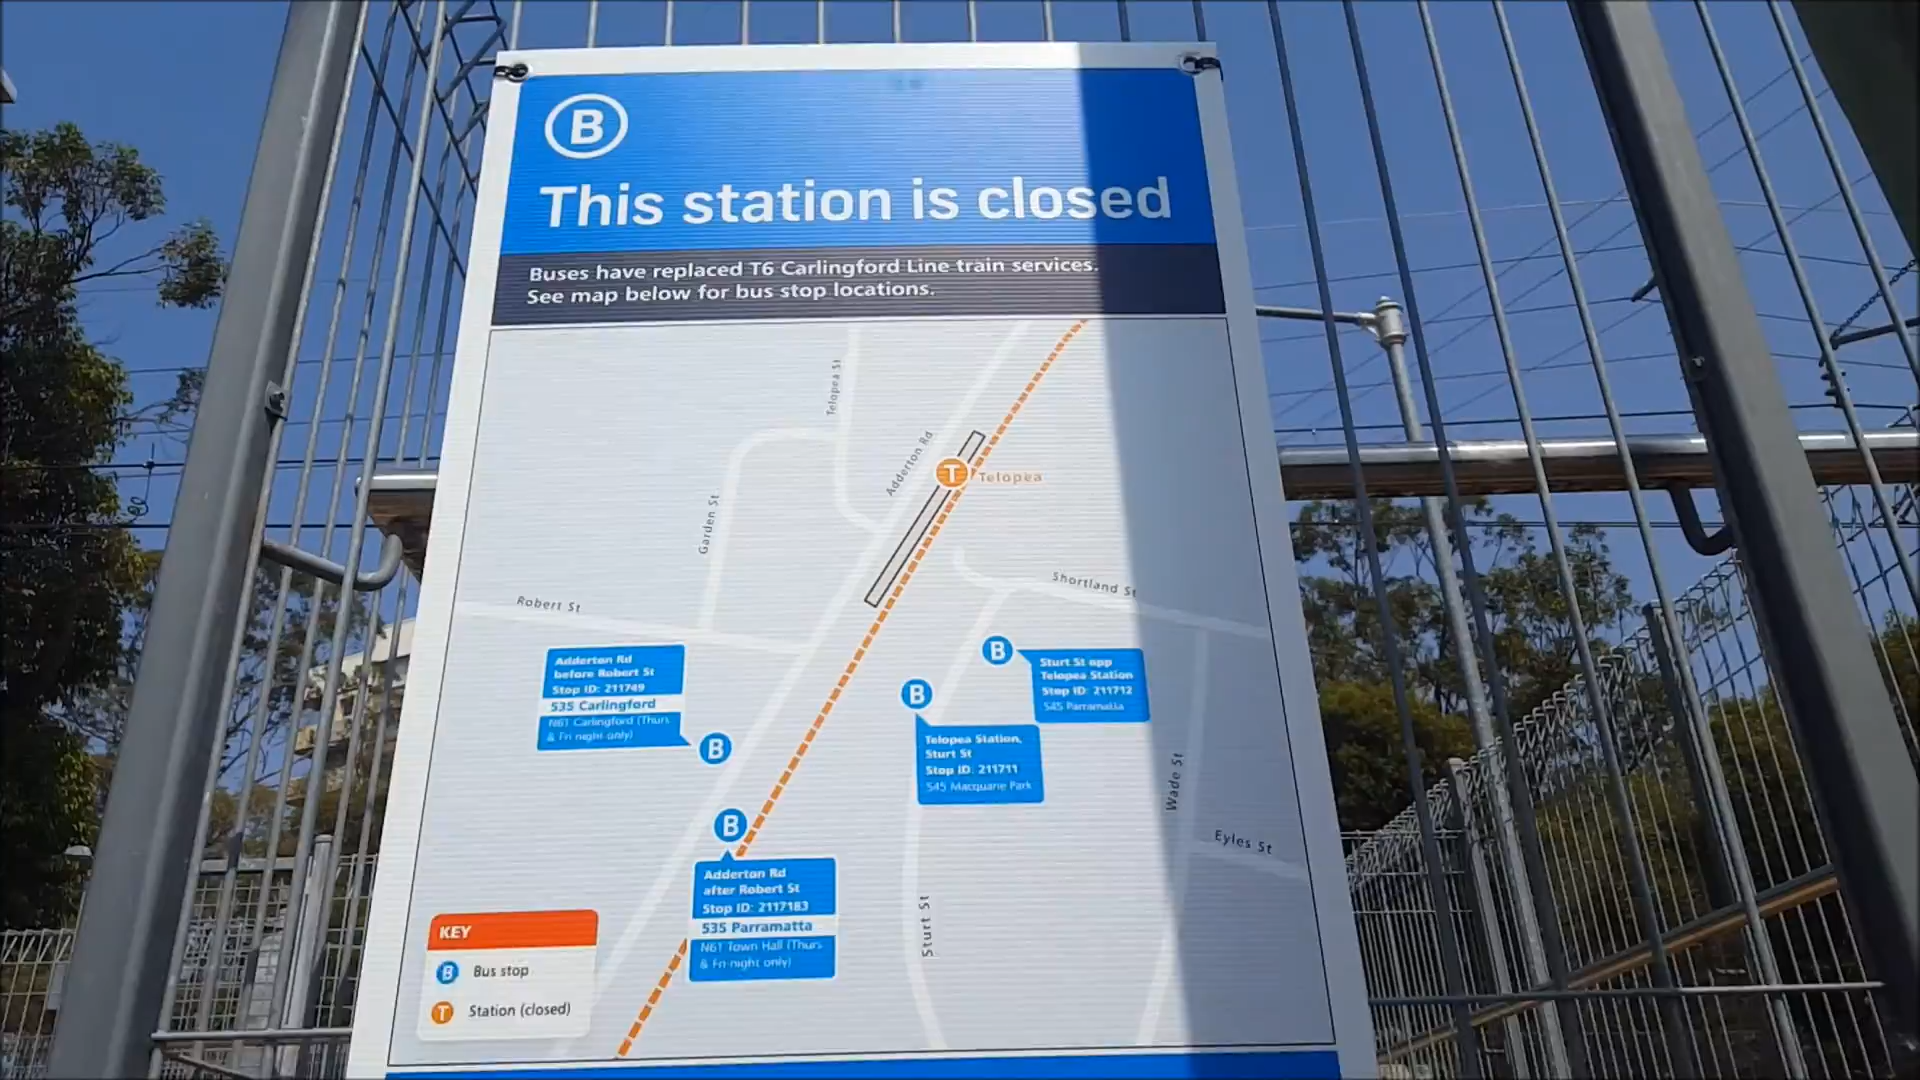 B
This station is closed
Buses have replaced T6 Carlingford Line train services.
See map below for bus stop locations.
Telopea St
Adderton Rd
T
Telopea
Garden St
Shortland St
Robert St
Adderton Rd
before Robert St
Stop ID: 211749
535 Carlingford
N61 Carlingford (Thurs
& Fri night only)
B
B
Sturt St opp
Telopea Station
Stop ID: 211712
545 Parramatta
B
Telopea Station,
Sturt St
Stop ID: 211711
545 Macquarie Park
Wade St
Eyles St
B
Adderton Rd
after Robert St
Stop ID: 2117183
535 Parramatta
N61 Town Hall (Thurs
& Fri night only)
Sturt St
KEY
B Bus stop
T Station (closed)